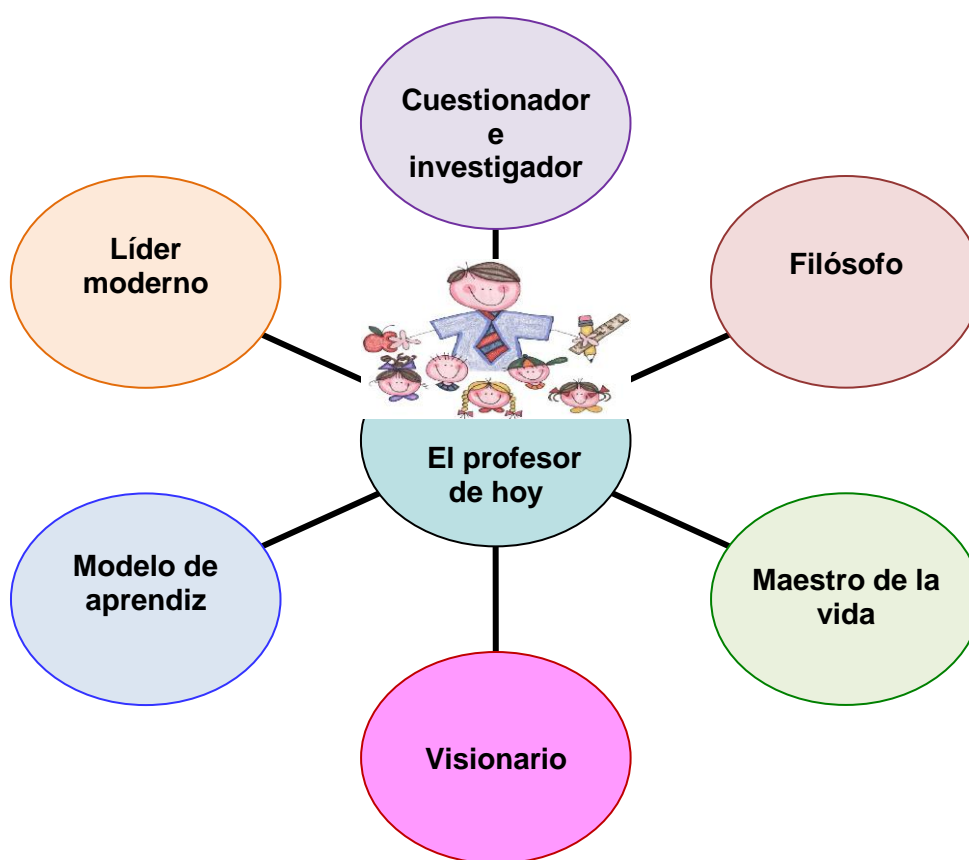 Cuestionador
e
investigador
Líder
moderno
Filósofo
El profesor
de hoy
Modelo de
aprendiz
Maestro de la
vida
Visionario